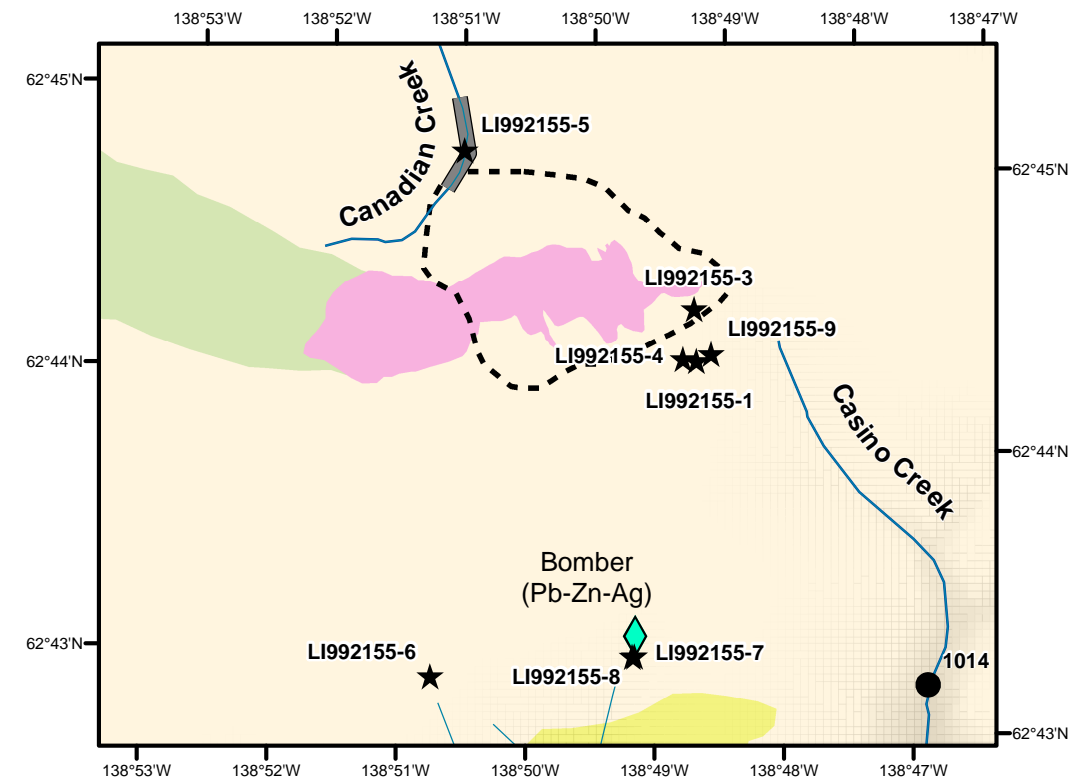 138°53'W 138°52'W 138°51'W 138°50'W 138°49'W 138°48'W 138°47'W
62°45'N
Canadian Creek
LI992155-5
62°45'N
LI992155-3
LI992155-9
62°44'N
LI992155-4
LI992155-1
Casino Creek
62°44'N
Bomber
(Pb-Zn-Ag)
62°43'N
LI992155-6
LI992155-7
1014
LI992155-8
62°43'N
138°53'W 138°52'W 138°51'W 138°50'W 138°49'W 138°48'W 138°47'W